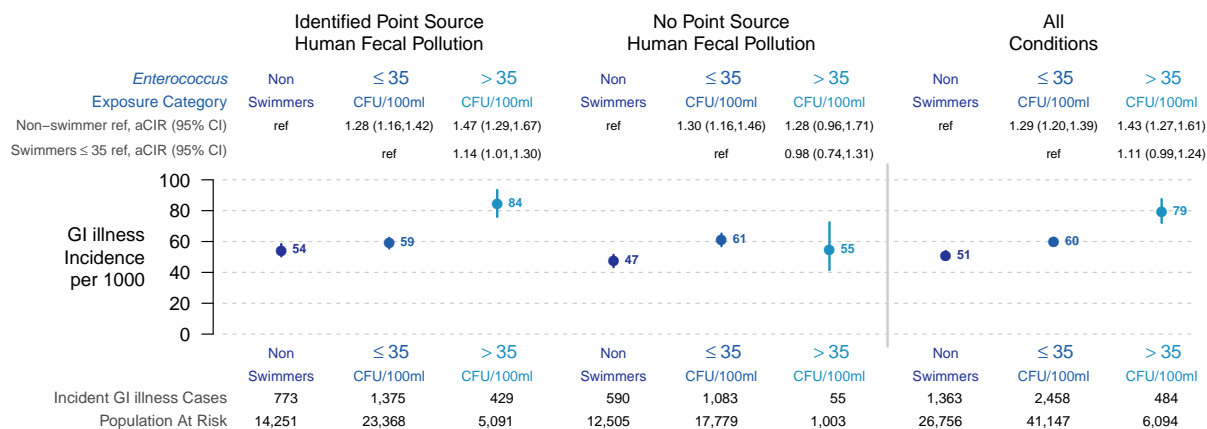 Identified Point Source No Point Source All
Human Fecal Pollution Human Fecal Pollution Conditions
Enterococcus Non ≤ 35 > 35 Non ≤ 35 > 35 Non ≤ 35 > 35
Exposure Category Swimmers CFU/100ml CFU/100ml Swimmers CFU/100ml CFU/100ml Swimmers CFU/100ml CFU/100ml
Non−swimmer ref, aCIR (95% CI) ref 1.28 (1.16,1.42) 1.47 (1.29,1.67) ref 1.30 (1.16,1.46) 1.28 (0.96,1.71) ref 1.29 (1.20,1.39) 1.43 (1.27,1.61)
Swimmers ≤ 35 ref, aCIR (95% CI) ref 1.14 (1.01,1.30) ref 0.98 (0.74,1.31) ref 1.11 (0.99,1.24)
100
80
60
40
20
0
GI illness
Incidence
per 1000
54 59 84 47 61 55 51 60 79
Non ≤ 35 > 35 Non ≤ 35 > 35 Non ≤ 35 > 35
Swimmers CFU/100ml CFU/100ml Swimmers CFU/100ml CFU/100ml Swimmers CFU/100ml CFU/100ml
Incident GI illness Cases 773 1,375 429 590 1,083 55 1,363 2,458 484
Population At Risk 14,251 23,368 5,091 12,505 17,779 1,003 26,756 41,147 6,094